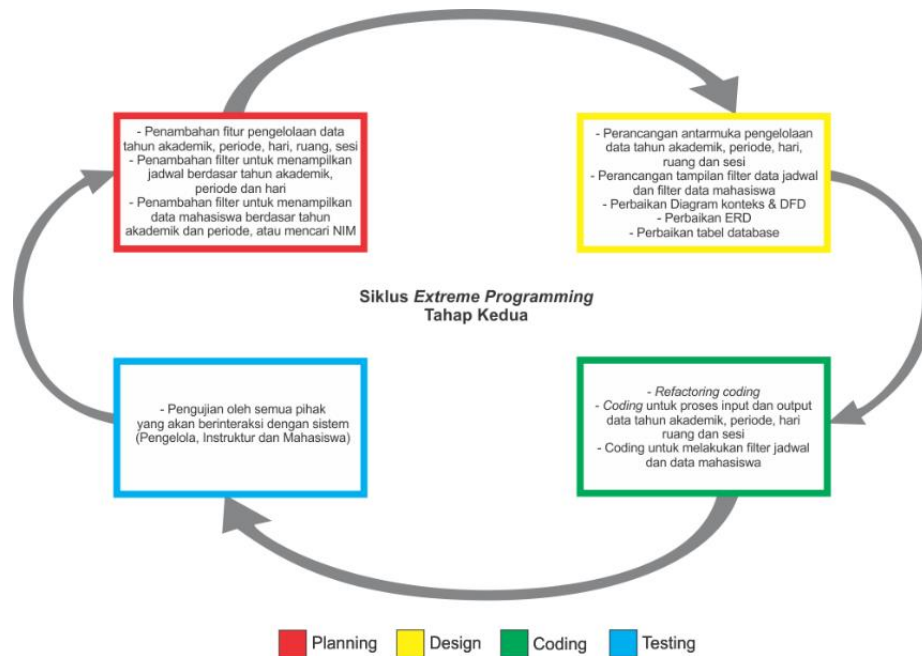 - Penambahan fitur pengelolaan data
tahun akademik, periode, hari, ruang, sesi
- Penambahan filter untuk menampilkan
jadwal berdasar tahun akademik,
periode dan hari
- Penambahan filter untuk menampilkan
data mahasiswa berdasar tahun
akademik dan periode, atau mencari NIM
- Perancangan antarmuka pengelolaan
data tahun akademik, periode, hari,
ruang dan sesi
- Perancangan tampilan filter data jadwal
dan filter data mahasiswa
- Perbaikan Diagram konteks & DFD
- Perbaikan ERD
- Perbaikan tabel database
Siklus Extreme Programming
Tahap Kedua
- Pengujian oleh semua pihak
yang akan berinteraksi dengan sistem
(Pengelola, Instruktur dan Mahasiswa)
- Refactoring coding
- Coding untuk proses input dan output
data tahun akademik, periode, hari
ruang dan sesi
- Coding untuk melakukan filter jadwal
dan data mahasiswa
Planning Design Coding Testing